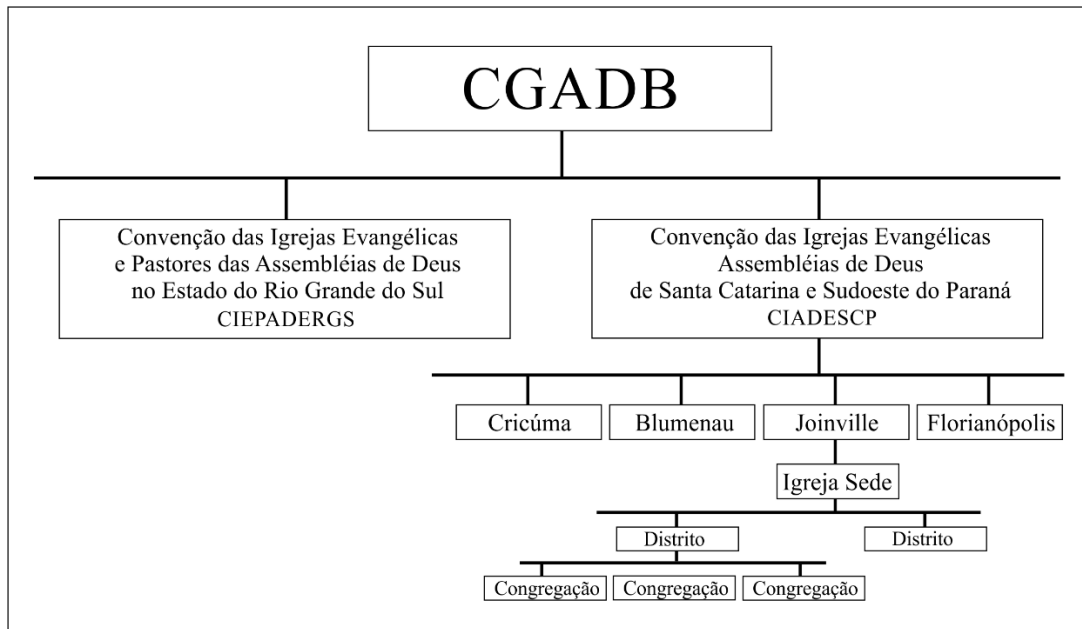 CGADB
Convenção das Igrejas Evangélicas
e Pastores das Assembléias de Deus
no Estado do Rio Grande do Sul
CIEPADERGS
Convenção das Igrejas Evangélicas
Assembléias de Deus
de Santa Catarina e Sudoeste do Paraná
CIADESCP
Cricúma
Blumenau
Joinville
Florianópolis
Igreja Sede
Distrito
Distrito
Congregação
Congregação
Congregação